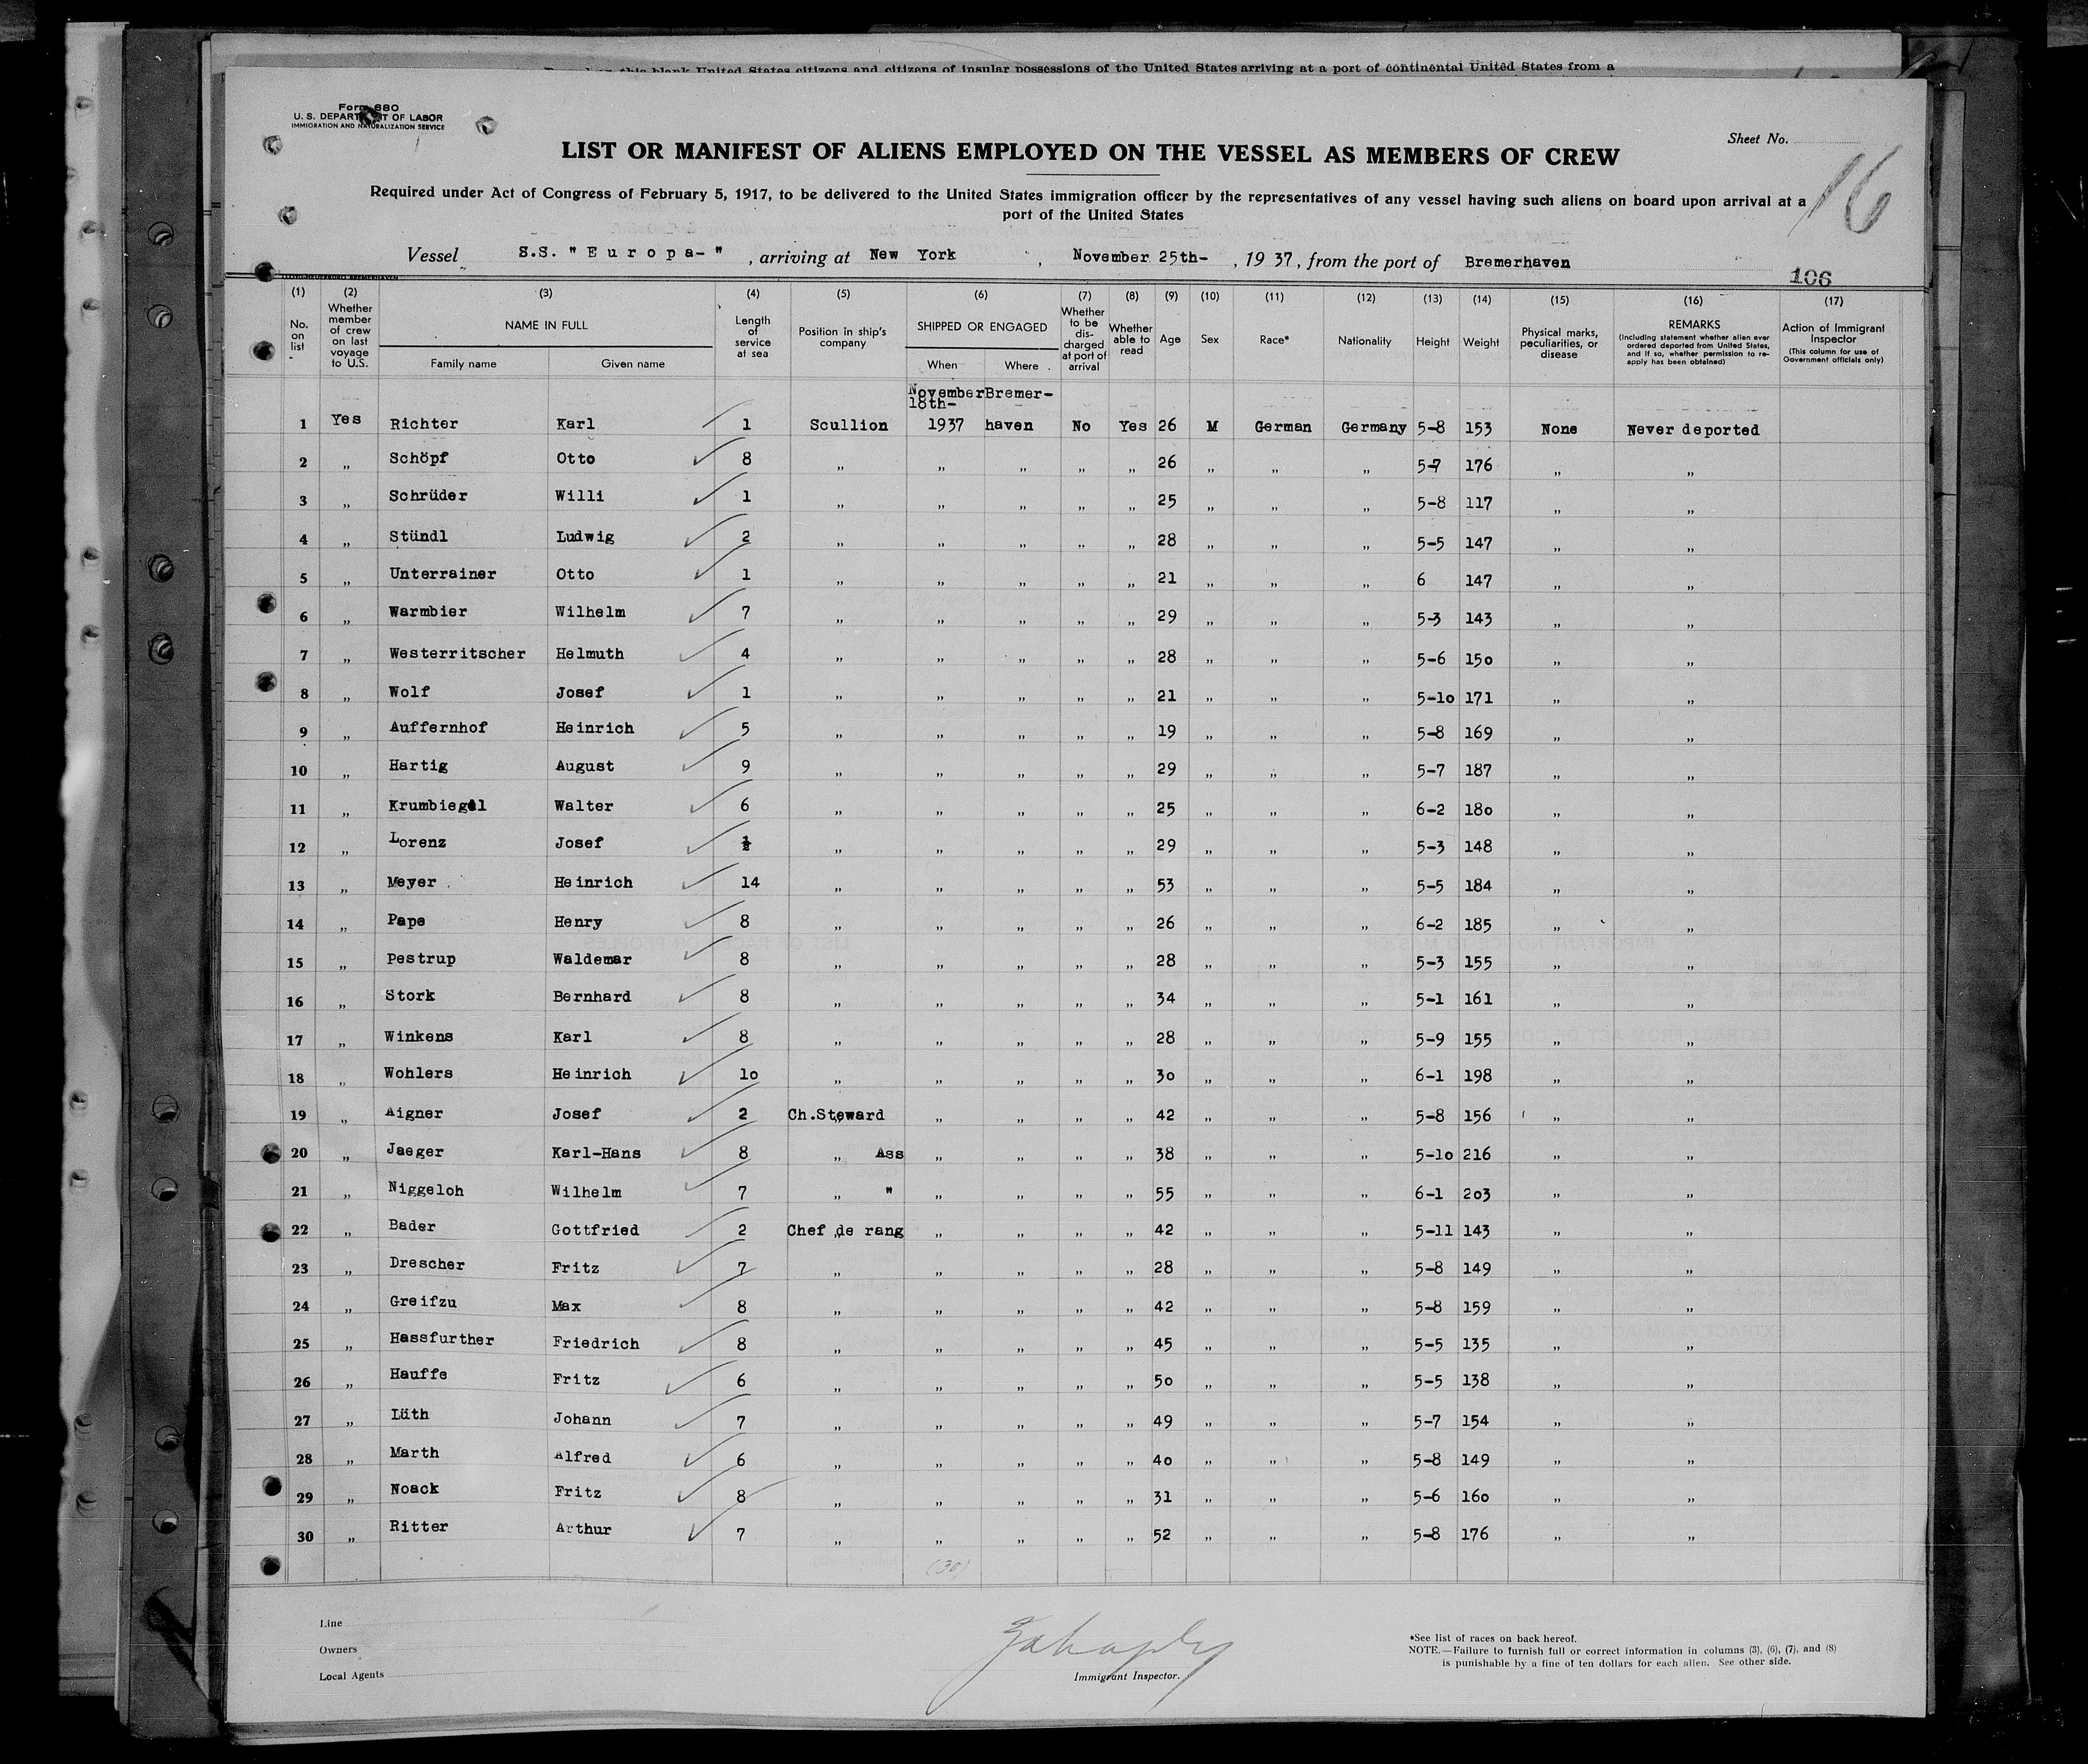 Form 680
U. S. DEPARTMENT OF LABOR
IMMIGRATION AND NATURALIZATION SERVICE
Sheet No.
LIST OR MANIFEST OF ALIENS EMPLOYED ON THE VESSEL AS MEMBERS OF CREW
16
Required under Act of Congress of February 5, 1917, to be delivered to the United States immigration officer by the representatives of any vessel having such aliens on board upon arrival at a
port of the United States
Vessel S.S. "Europa-", arriving at New York, November 25th-, 1937, from the port of Bremerhaven
106
(1) (2) (3) (4) (5) (6) (7) (8) (9) (10) (11) (12) (13) (14) (15) (16) (17)
No. on list
Whether member of crew on last voyage to U.S.
NAME IN FULL
Family name Given name
Length of service at sea
Position in ship's company
SHIPPED OR ENGAGED
When Where
Whether to be discharged at port of arrival
Whether able to read
Age
Sex
Race*
Nationality
Height
Weight
Physical marks, peculiarities, or disease
REMARKS
(Including statement whether alien ever ordered deported from United States, and if so, whether permission to reapply has been obtained)
Action of Immigrant Inspector
(This column for use of Government officials only)
November Bremer-
18th-
1 Yes Richter Karl 1 Scullion 1937 haven No Yes 26 M German Germany 5-8 153 None Never deported
2 „ Schöpf Otto 8 „ „ „ „ „ 26 „ „ „ 5-7 176 „ „
3 „ Schrüder Willi 1 „ „ „ „ „ 25 „ „ „ 5-8 117 „ „
4 „ Stündl Ludwig 2 „ „ „ „ „ 28 „ „ „ 5-5 147 „ „
5 „ Unterrainer Otto 1 „ „ „ „ „ 21 „ „ „ 6 147 „ „
6 „ Warmbier Wilhelm 7 „ „ „ „ „ 29 „ „ „ 5-3 143 „ „
7 „ Westerritscher Helmuth 4 „ „ „ „ „ 28 „ „ „ 5-6 150 „ „
8 „ Wolf Josef 1 „ „ „ „ „ 21 „ „ „ 5-10 171 „ „
9 „ Auffernhof Heinrich 5 „ „ „ „ „ 19 „ „ „ 5-8 169 „ „
10 „ Hartig August 9 „ „ „ „ „ 29 „ „ „ 5-7 187 „ „
11 „ Krumbiegel Walter 6 „ „ „ „ „ 25 „ „ „ 6-2 180 „ „
12 „ Lorenz Josef ½ „ „ „ „ „ 29 „ „ „ 5-3 148 „ „
13 „ Meyer Heinrich 14 „ „ „ „ „ 53 „ „ „ 5-5 184 „ „
14 „ Pape Henry 8 „ „ „ „ „ 26 „ „ „ 6-2 185 „ „
15 „ Pestrup Waldemar 8 „ „ „ „ „ 28 „ „ „ 5-3 155 „ „
16 „ Stork Bernhard 8 „ „ „ „ „ 34 „ „ „ 5-1 161 „ „
17 „ Winkens Karl 8 „ „ „ „ „ 28 „ „ „ 5-9 155 „ „
18 „ Wohlers Heinrich 10 „ „ „ „ „ 30 „ „ „ 6-1 198 „ „
19 „ Aigner Josef 2 Ch.Steward „ „ „ „ 42 „ „ „ 5-8 156 „ „
20 „ Jaeger Karl-Hans 8 „ Ass „ „ „ „ 38 „ „ „ 5-10 216 „ „
21 „ Niggeloh Wilhelm 7 „ " „ „ „ „ 55 „ „ „ 6-1 203 „ „
22 „ Bader Gottfried 2 Chef de rang „ „ „ „ 42 „ „ „ 5-11 143 „ „
23 „ Drescher Fritz 7 „ „ „ „ „ 28 „ „ „ 5-8 149 „ „
24 „ Greifzu Max 8 „ „ „ „ „ 42 „ „ „ 5-8 159 „ „
25 „ Hassfurther Friedrich 8 „ „ „ „ „ 45 „ „ „ 5-5 135 „ „
26 „ Hauffe Fritz 6 „ „ „ „ „ 50 „ „ „ 5-5 138 „ „
27 „ Lüth Johann 7 „ „ „ „ „ 49 „ „ „ 5-7 154 „ „
28 „ Marth Alfred 6 „ „ „ „ „ 40 „ „ „ 5-8 149 „ „
29 „ Noack Fritz 8 „ „ „ „ „ 31 „ „ „ 5-6 160 „ „
30 „ Ritter Arthur 7 „ „ „ „ „ 52 „ „ „ 5-8 176 „ „
(30)
Line
Owners
Local Agents
Immigrant Inspector.
*See list of races on back hereof.
NOTE.—Failure to furnish full or correct information in columns (3), (6), (7), and (8)
is punishable by a fine of ten dollars for each alien. See other side.